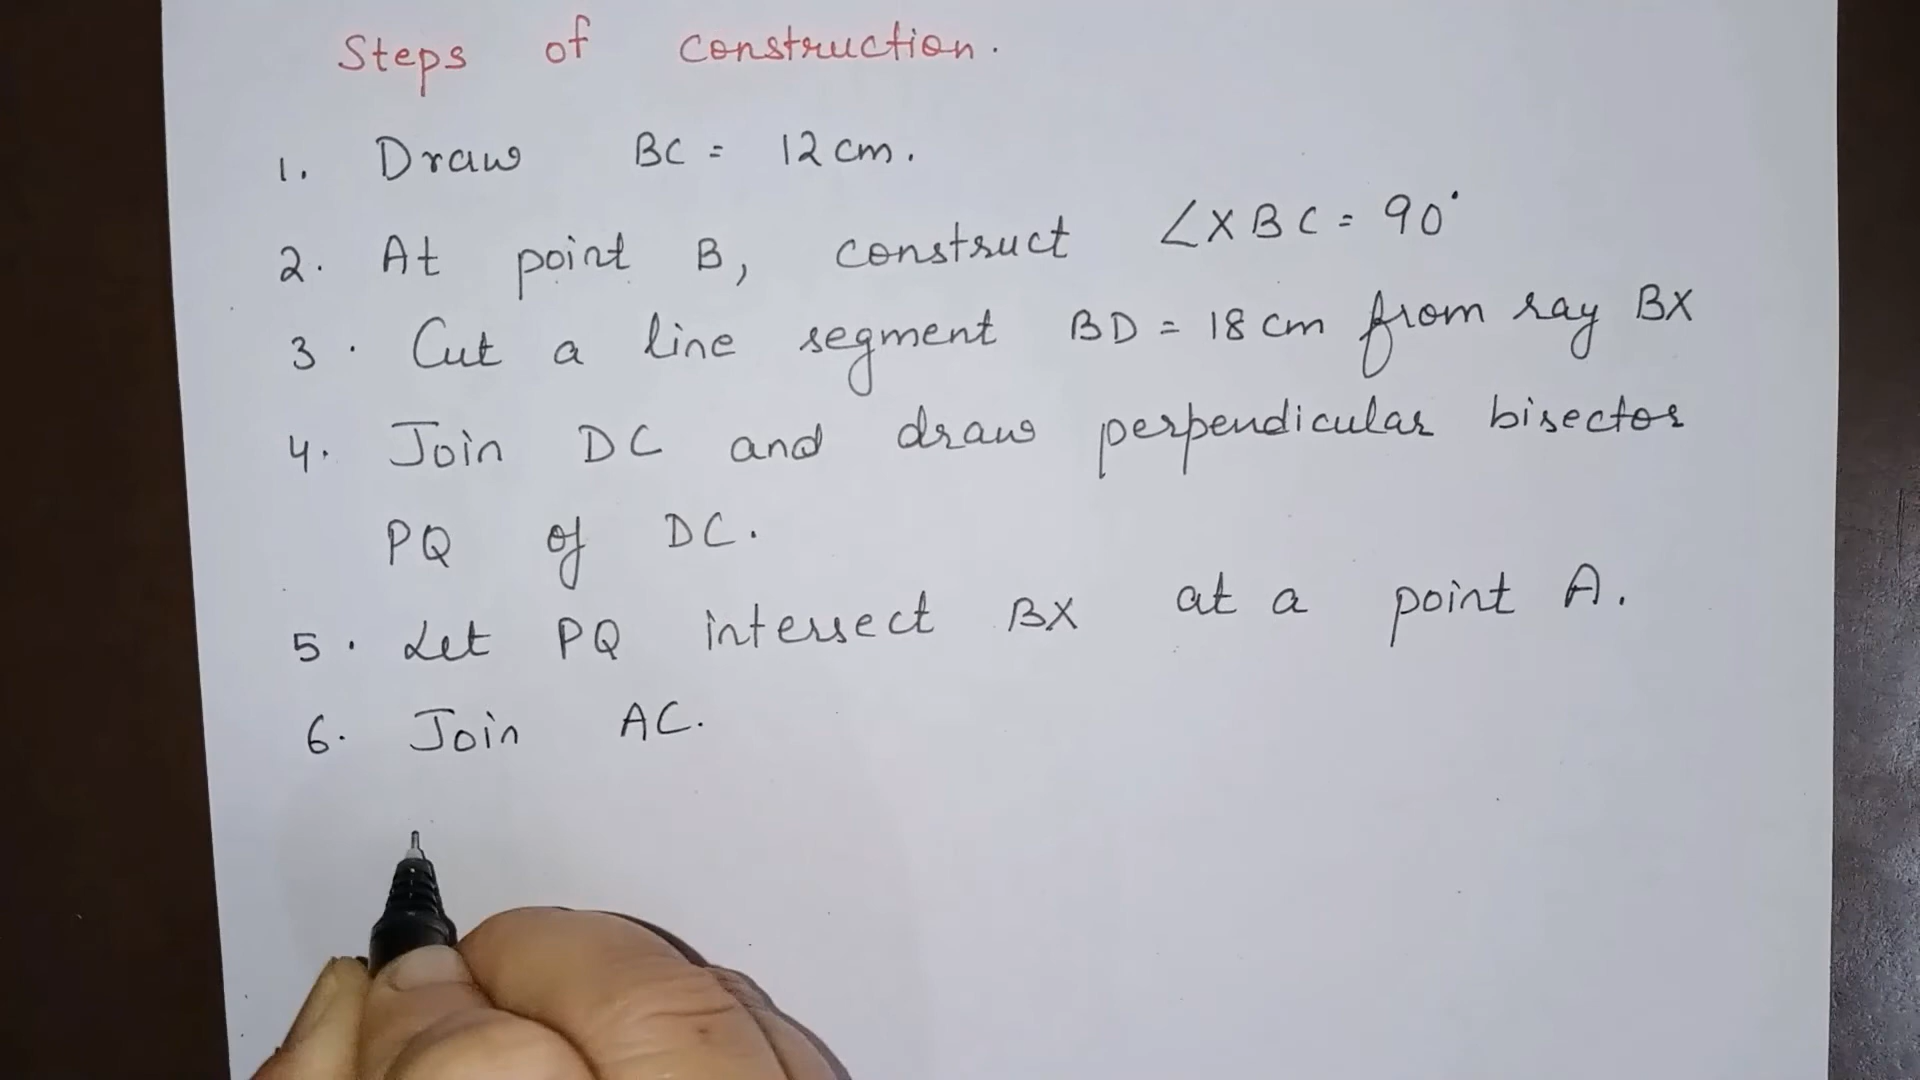 Steps of construction.
1. Draw BC = 12 cm.
2. At point B, construct ∠XBC = 90°
3. Cut a line segment BD = 18 cm from ray BX
4. Join DC and draw perpendicular bisector
PQ of DC.
5. Let PQ intersect BX at a point A.
6. Join AC.